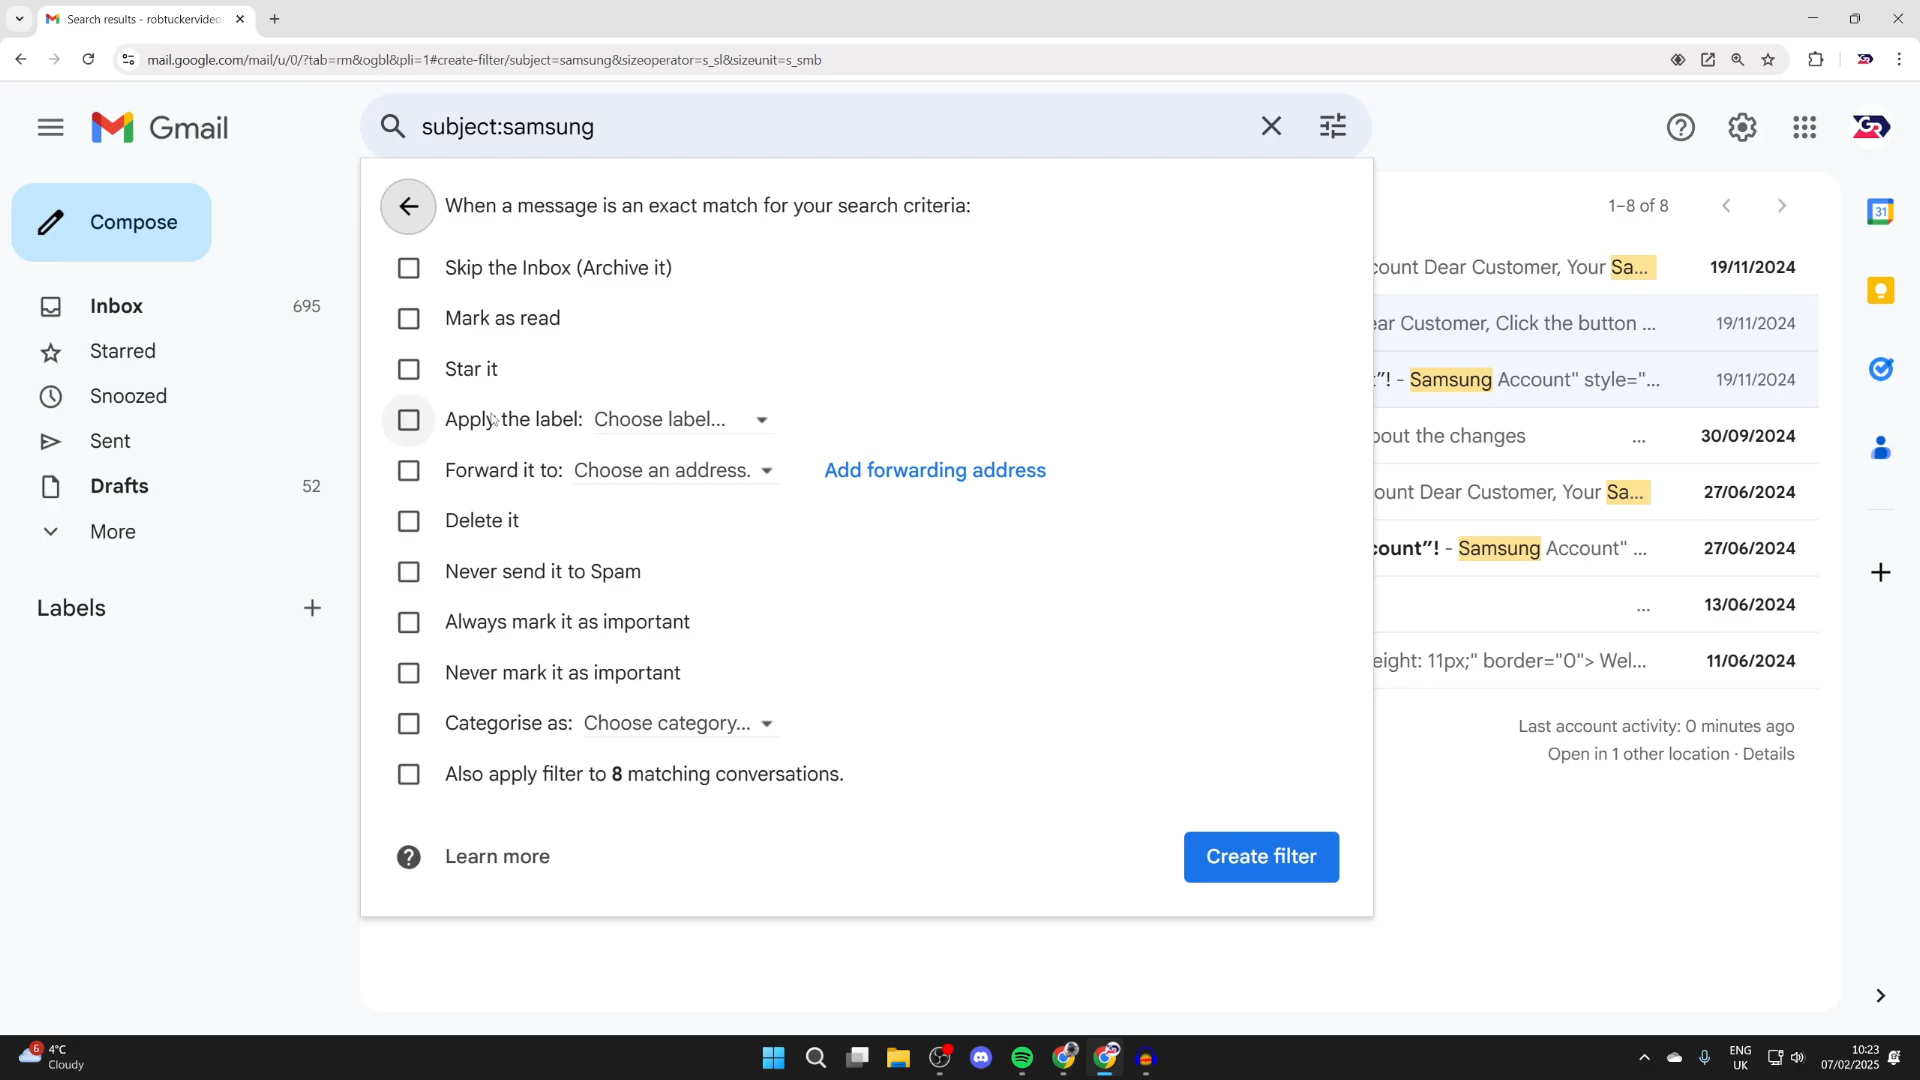 Search results - robtuckervideo
mail.google.com/mail/u/0/?tab=rm&ogbl&pli=1#create-filter/subject=samsung&sizeoperator=s_sl&sizeunit=s_smb
Gmail
subject:samsung
Compose
Inbox 695
Starred
Snoozed
Sent
Drafts 52
More
Labels
When a message is an exact match for your search criteria:
Skip the Inbox (Archive it)
Mark as read
Star it
Apply the label: Choose label...
Forward it to: Choose an address. Add forwarding address
Delete it
Never send it to Spam
Always mark it as important
Never mark it as important
Categorise as: Choose category...
Also apply filter to 8 matching conversations.
Learn more
Create filter
1–8 of 8
count Dear Customer, Your Sa... 19/11/2024
ear Customer, Click the button ... 19/11/2024
"! - Samsung Account" style="... 19/11/2024
bout the changes ... 30/09/2024
ount Dear Customer, Your Sa... 27/06/2024
count"! - Samsung Account" ... 27/06/2024
... 13/06/2024
eight: 11px;" border="0"> Wel... 11/06/2024
Last account activity: 0 minutes ago
Open in 1 other location · Details
31
6
4°C
Cloudy
ENG
UK
10:23
07/02/2025